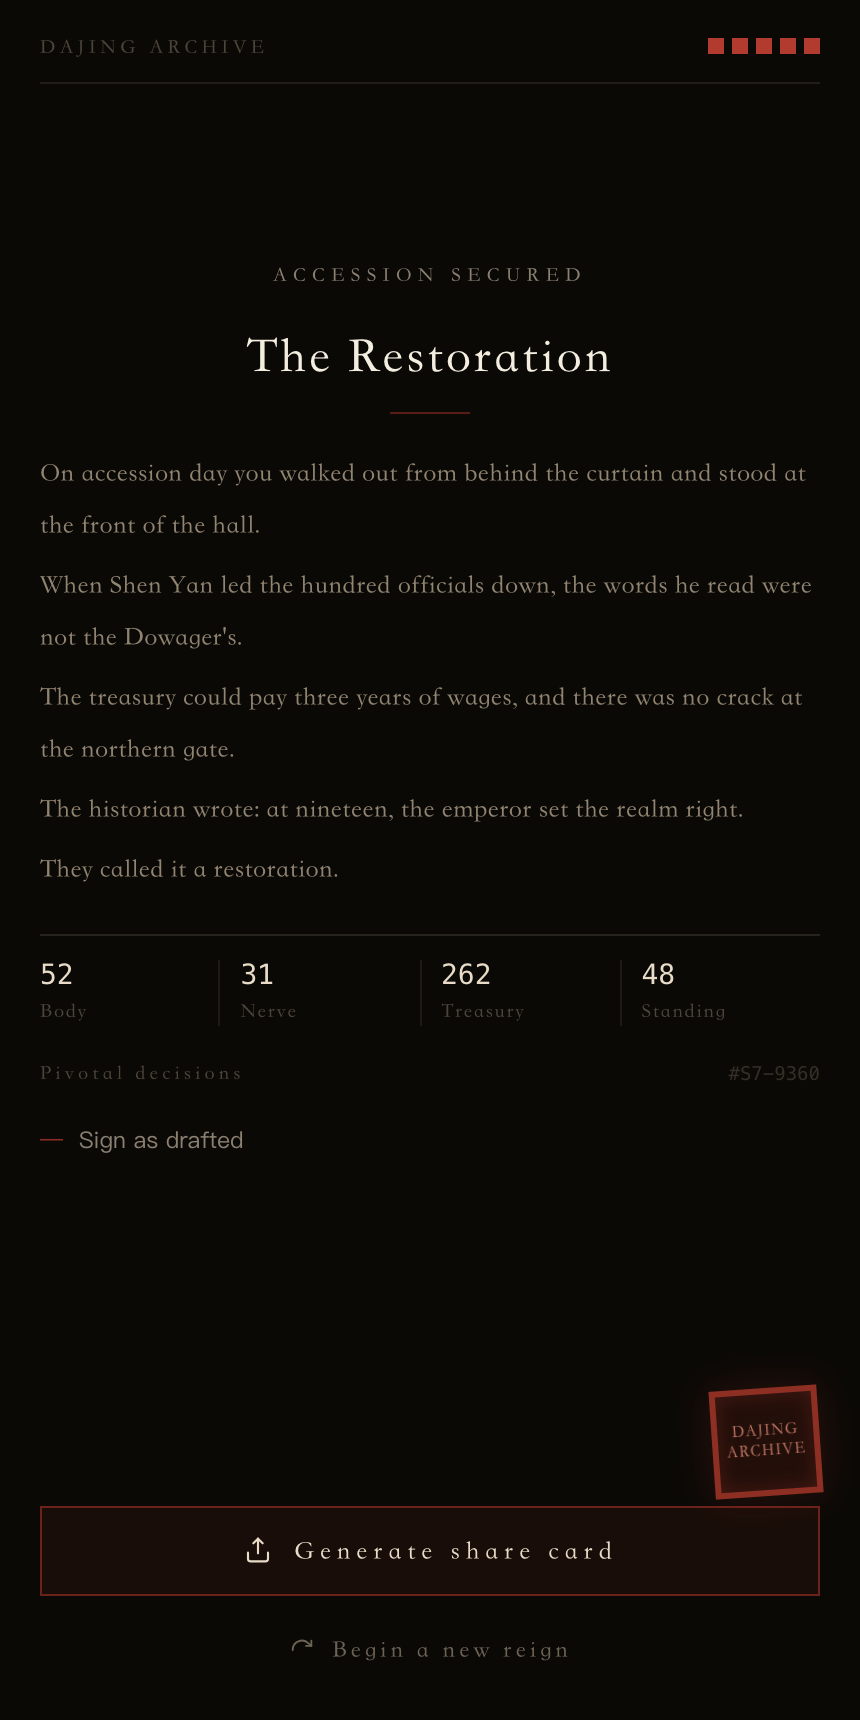 DAJING ARCHIVE
ACCESSION SECURED
The Restoration
On accession day you walked out from behind the curtain and stood at
the front of the hall.
When Shen Yan led the hundred officials down, the words he read were
not the Dowager's.
The treasury could pay three years of wages, and there was no crack at
the northern gate.
The historian wrote: at nineteen, the emperor set the realm right.
They called it a restoration.
52 31 262 48
Body Nerve Treasury Standing
Pivotal decisions #S7-9360
— Sign as drafted
DAJING
ARCHIVE
Generate share card
Begin a new reign